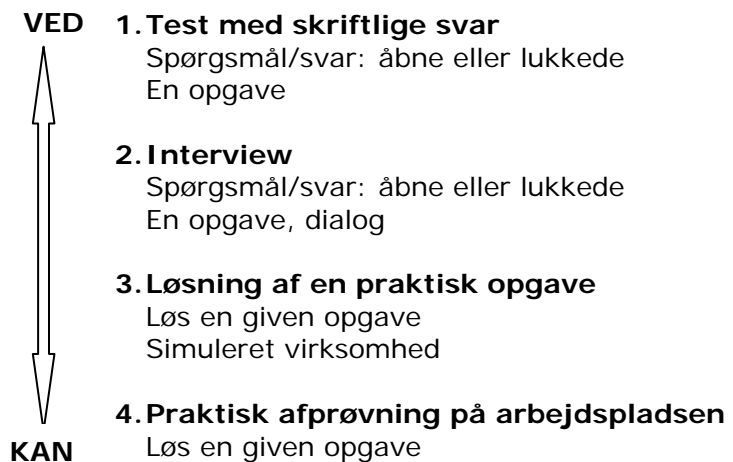 VED 1. Test med skriftlige svar
Spørgsmål/svar: åbne eller lukkede
En opgave
2. Interview
Spørgsmål/svar: åbne eller lukkede
En opgave, dialog
3. Løsning af en praktisk opgave
Løs en given opgave
Simuleret virksomhed
4. Praktisk afprøvning på arbejdspladsen
KAN Løs en given opgave